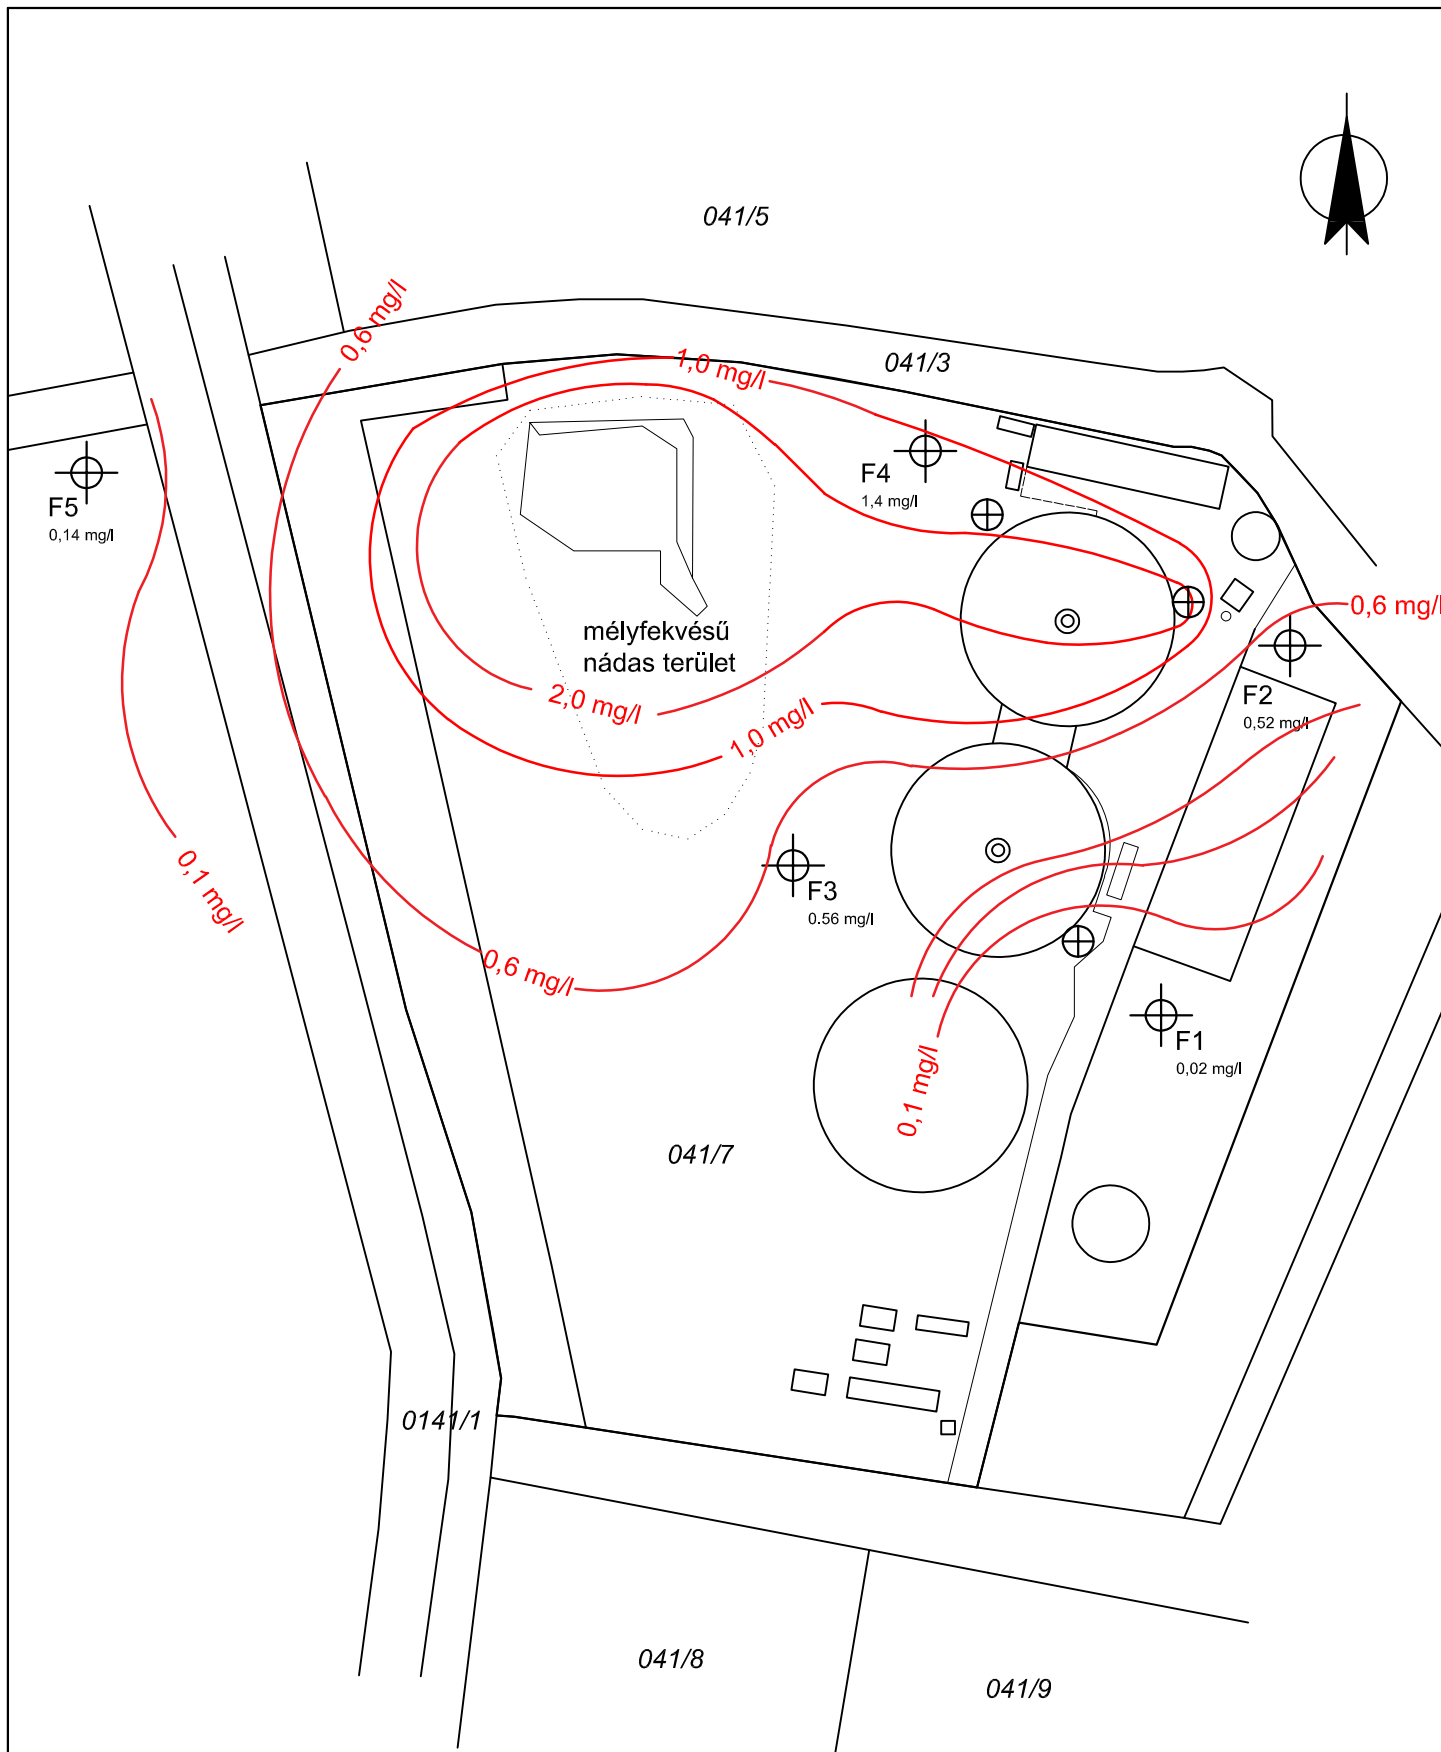 041/5
0,6 mg/l
1,0 mg/l
041/3
F4
1,4 mg/l
F5
0,14 mg/l
0,6 mg/l
mélyfekvésű
nádas terület
2,0 mg/l
1,0 mg/l
F2
0,52 mg/l
0,1 mg/l
F3
0.56 mg/l
0,6 mg/l
F1
0,02 mg/l
0,1 mg/l
041/7
0141/1
041/8
041/9